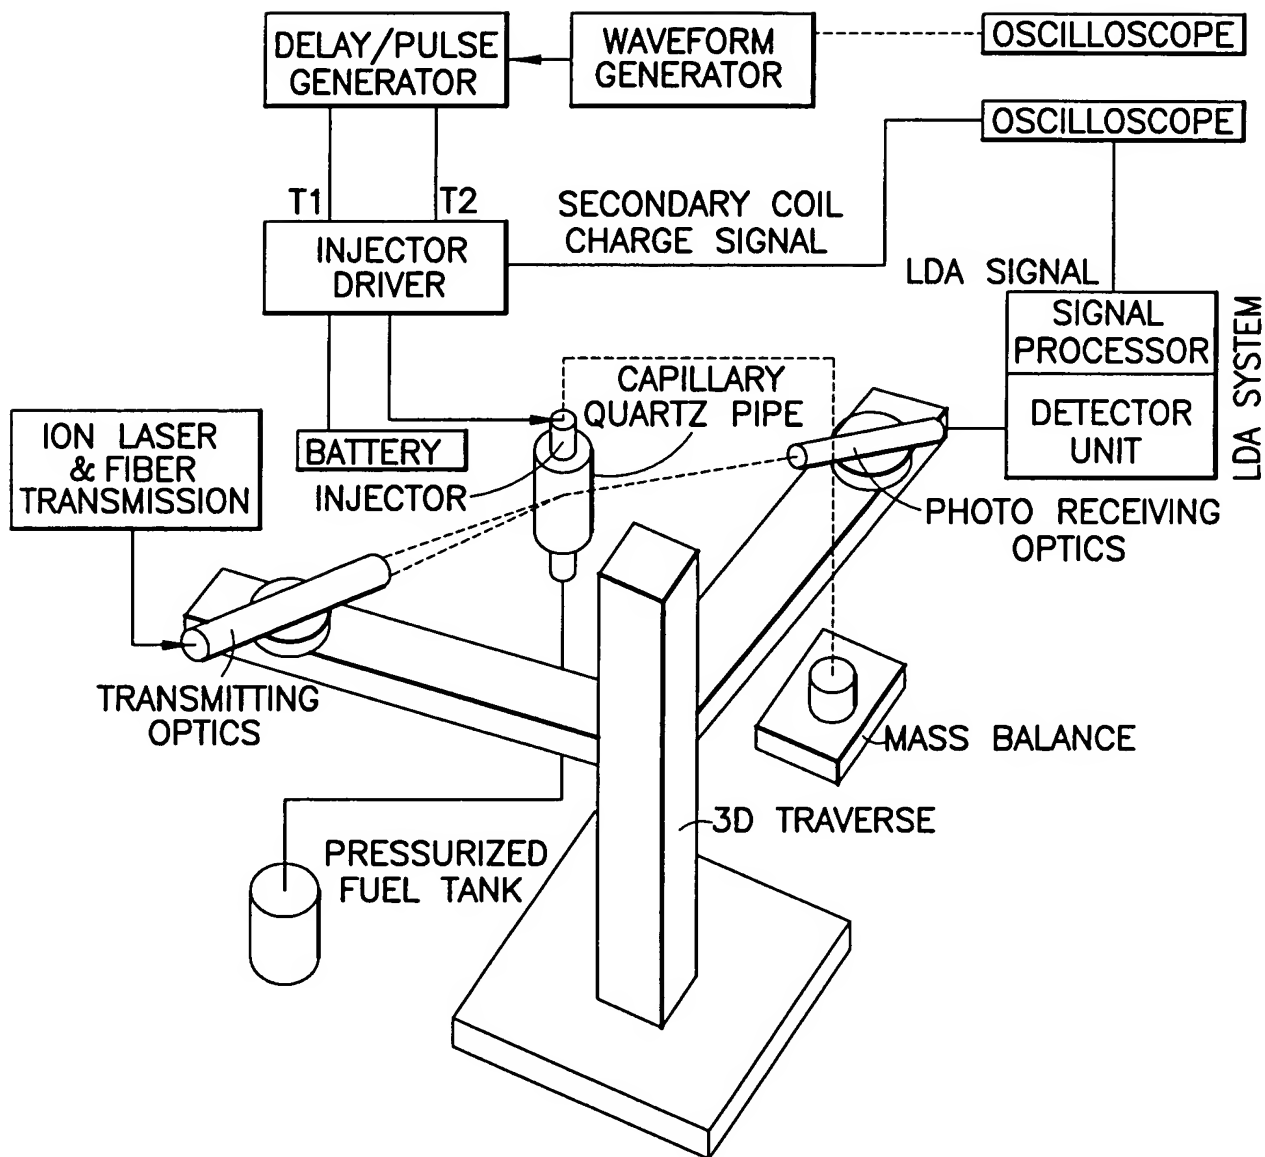 DELAY/PULSE
GENERATOR
WAVEFORM
GENERATOR
OSCILLOSCOPE
OSCILLOSCOPE
T1
T2
SECONDARY COIL
CHARGE SIGNAL
INJECTOR
DRIVER
LDA SIGNAL
SIGNAL
PROCESSOR
DETECTOR
UNIT
LDA SYSTEM
CAPILLARY
QUARTZ PIPE
ION LASER
& FIBER
TRANSMISSION
BATTERY
INJECTOR
PHOTO RECEIVING
OPTICS
TRANSMITTING
OPTICS
MASS BALANCE
3D TRAVERSE
PRESSURIZED
FUEL TANK